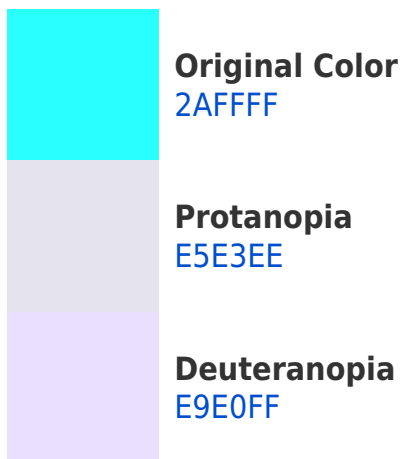 Original Color
2AFFFF
Protanopia
E5E3EE
Deuteranopia
E9E0FF